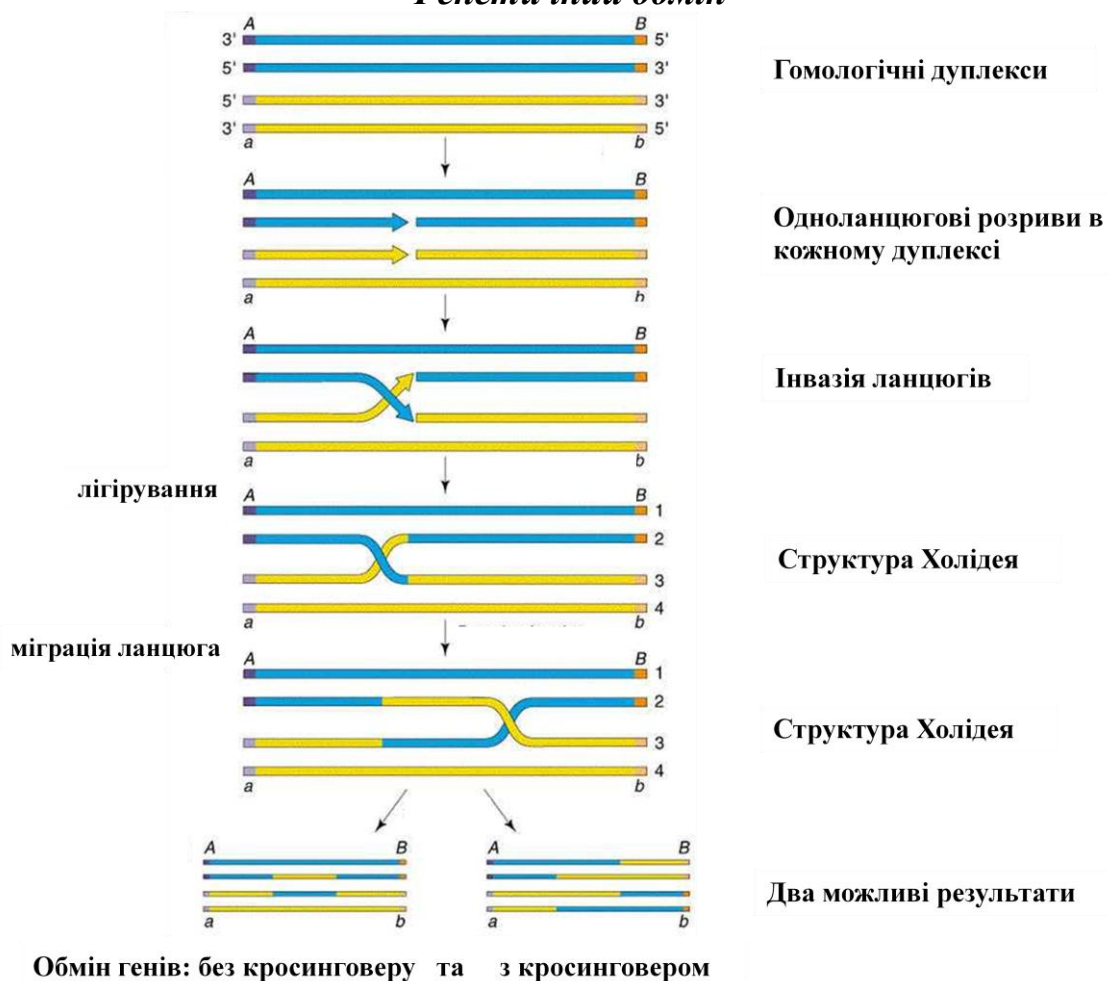 обмін
A B
3' 5'
5' 3'
Гомологічні дуплекси
5' 3'
3' 5'
a b
A B
Одноланцюгові розриви в
кожному дуплексі
a b
A B
Інвазія ланцюгів
a b
лігірування
A B
1
2
Структура Холідея
3
4
a b
міграція ланцюга
A B
1
2
Структура Холідея
3
4
a b
A B A B
Два можливі результати
a b a b
Обмін генів: без кросинговеру та з кросинговером